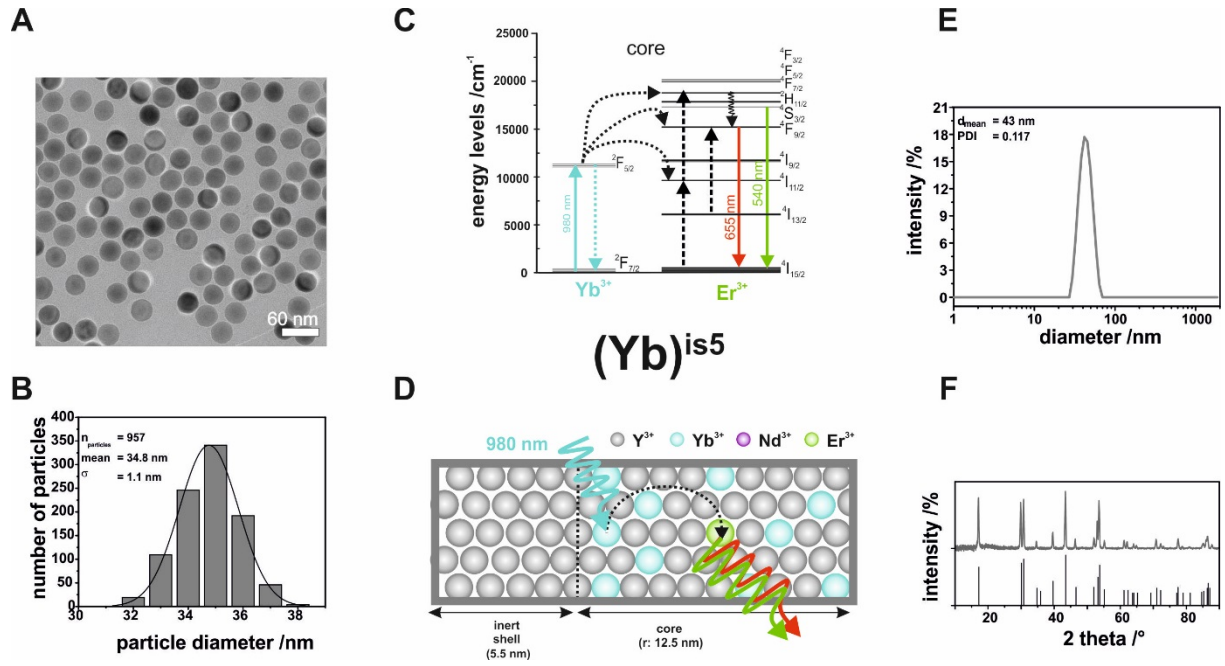 A
60 nm
B
number of particles
400
350
300
250
200
150
100
50
0
n_particles = 957
mean = 34.8 nm
σ = 1.1 nm
32 34 36 38
particle diameter /nm
C
core
energy levels /cm⁻¹
25000
20000
15000
10000
5000
0
⁴F₃/₂
⁴F₅/₂
⁴F₇/₂
²H₁₁/₂
⁴S₃/₂
⁴F₉/₂
⁴I₉/₂
⁴I₁₁/₂
⁴I₁₃/₂
⁴I₁₅/₂
²F₅/₂
²F₇/₂
980 nm
655 nm
540 nm
Yb³⁺ Er³⁺
(Yb)^is5
D
980 nm
Y³⁺ Yb³⁺ Nd³⁺ Er³⁺
inert
shell
(5.5 nm)
core
(r: 12.5 nm)
E
intensity /%
21
18
15
12
9
6
3
0
d_mean = 43 nm
PDI = 0.117
1 10 100 1000
diameter /nm
F
intensity /%
20 40 60 80
2 theta /°